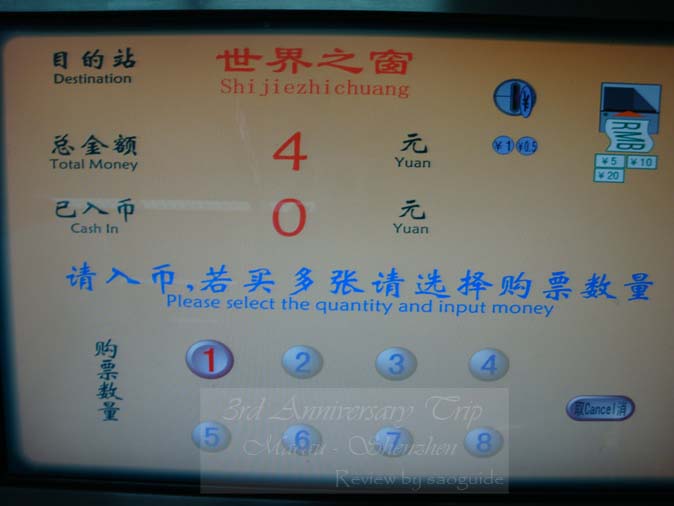 目的站 世界之窗
Destination Shijiezhichuang
总金额 4 元
Total Money Yuan
¥1 ¥0.5
RMB
¥5 ¥10
¥20
已入币 0 元
Cash In Yuan
请入币,若买多张请选择购票数量
Please select the quantity and input money
购票数量
1 2 3 4
取Cancel消
5 6 7 8
3rd Anniversary Trip
Macau - Shenzhen
Review by saoguide